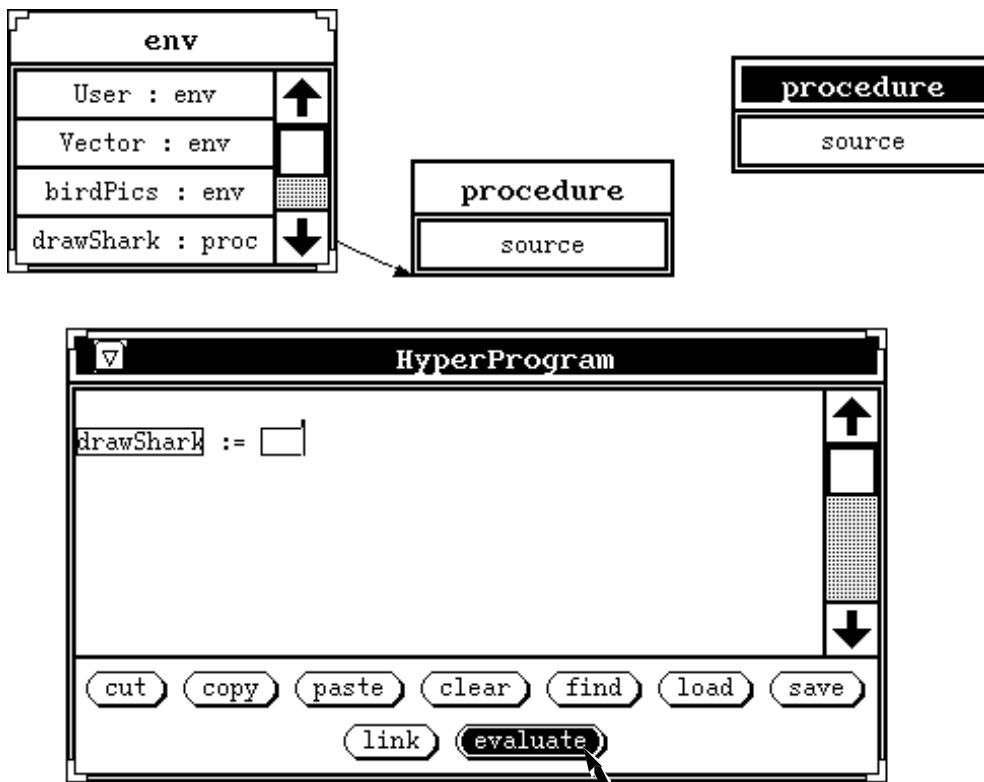 env
User : env
Vector : env
birdPics : env
drawShark : proc
procedure
source
procedure
source
HyperProgram
drawShark :=
cut copy paste clear find load save
link evaluate